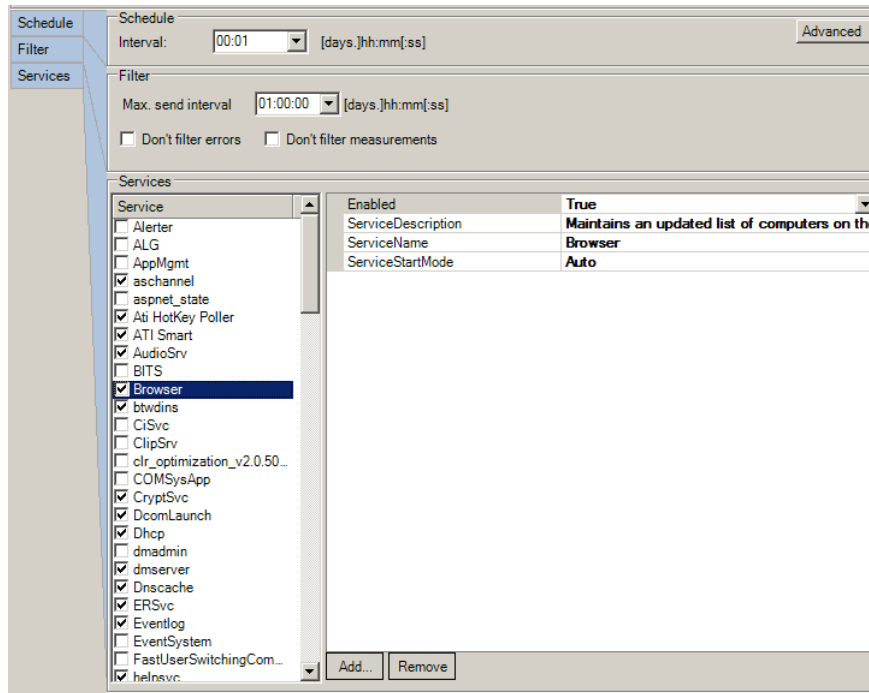 Schedule
Filter
Services
Schedule
Interval:
00:01
[days.]hh:mm[:ss]
Advanced
Filter
Max. send interval
01:00:00
[days.]hh:mm[:ss]
Don't filter errors
Don't filter measurements
Services
Service
Alerter
ALG
AppMgmt
aschannel
aspnet_state
Ati HotKey Poller
ATI Smart
AudioSrv
BITS
Browser
btwdins
CiSvc
ClipSrv
clr_optimization_v2.0.50...
COMSysApp
CryptSvc
DcomLaunch
Dhcp
dmadmin
dmserver
Dnscache
ERSvc
Eventlog
EventSystem
FastUserSwitchingCom...
helpsvc
Enabled True
ServiceDescription Maintains an updated list of computers on th
ServiceName Browser
ServiceStartMode Auto
Add...
Remove